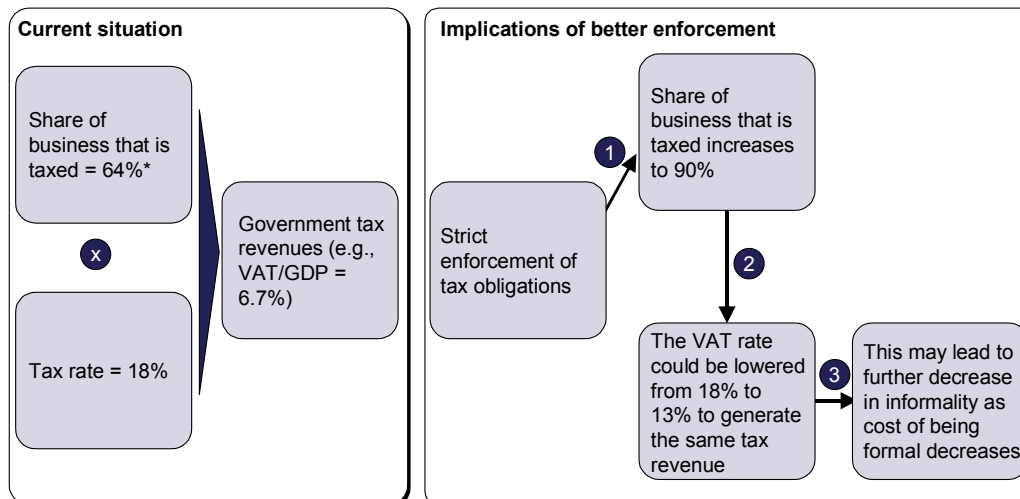 Current situation
Share of
business that is
taxed = 64%*
x
Tax rate = 18%
Government tax
revenues (e.g.,
VAT/GDP =
6.7%)
Implications of better enforcement
Strict
enforcement of
tax obligations
1
Share of
business that is
taxed increases
to 90%
2
The VAT rate
could be lowered
from 18% to
13% to generate
the same tax
revenue
3
This may lead to
further decrease
in informality as
cost of being
formal decreases